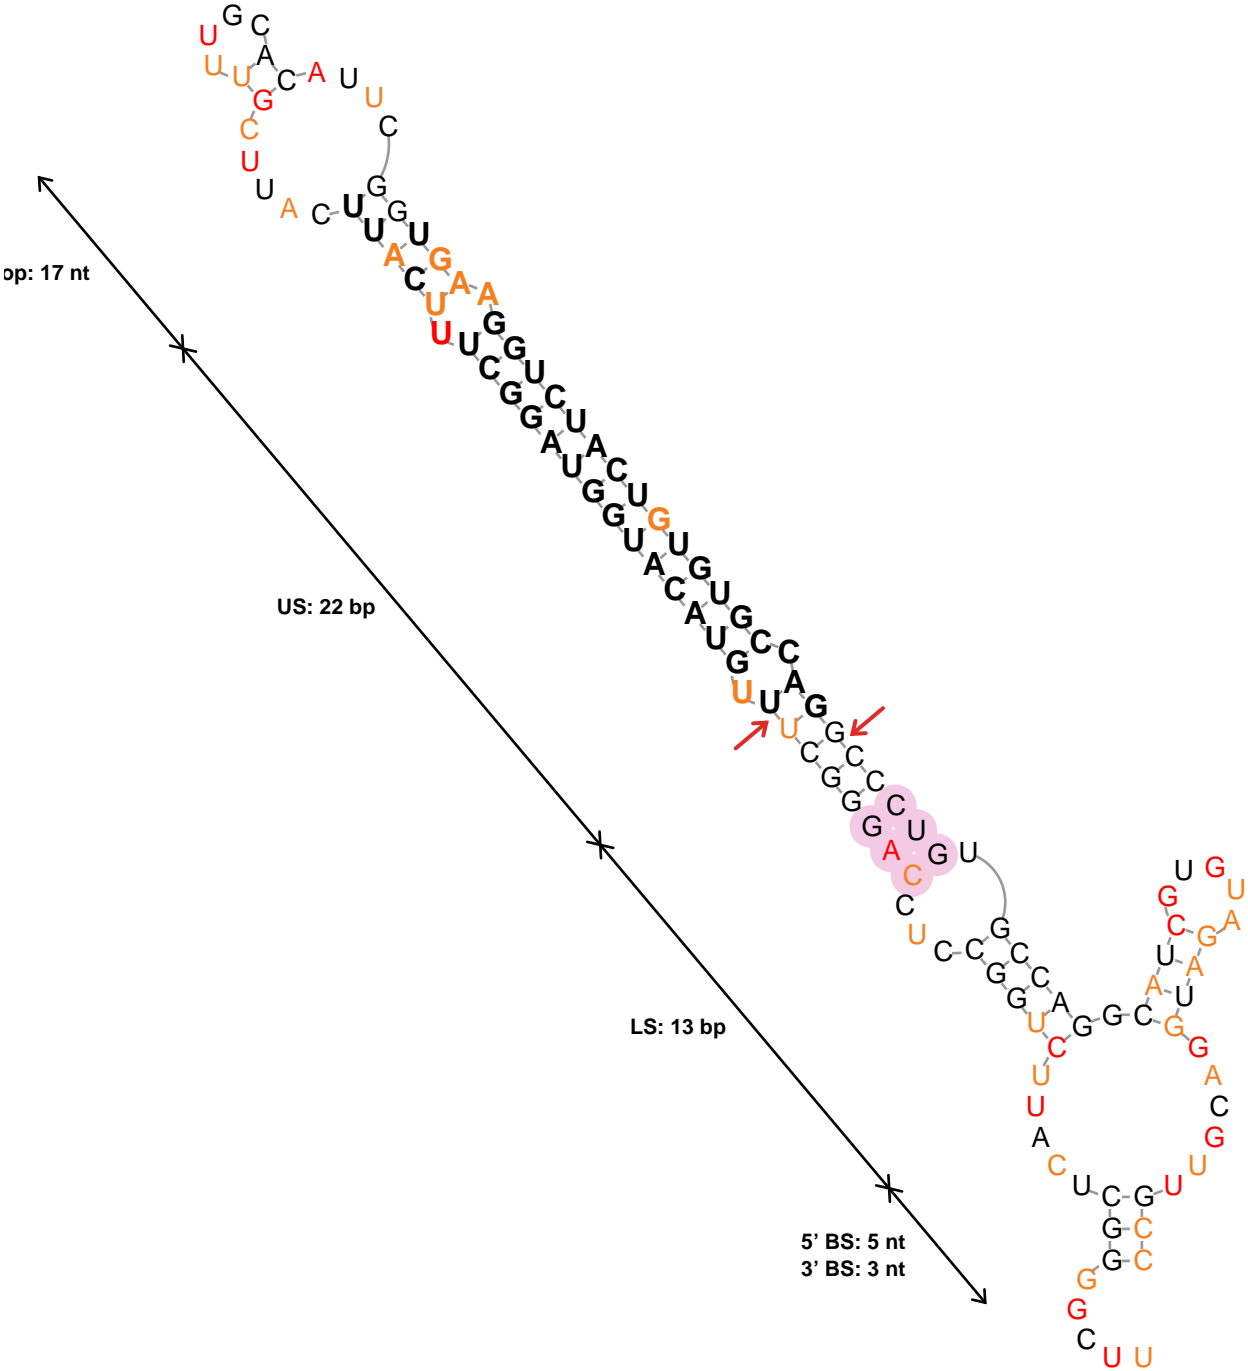 G C
U A
U U C A U
G U
C C
U G
U A C U G
U U
A G
C A A
U G
U U G
C U
G C
G U
A A
U C
G U
G G
U U
A G
C U
A G
U C C
G A
U U G
U G
C C
G C
G C
G U
A G U
C
C
U
C C G
G C
G C
U A
C G G C
U
U
A
C
U C G U
G C
G C
G
G
C
U U
U G
G U
C G A
U A
A U
G
G
A
C
G
U
op: 17 nt
US: 22 bp
LS: 13 bp
5’ BS: 5 nt
3’ BS: 3 nt